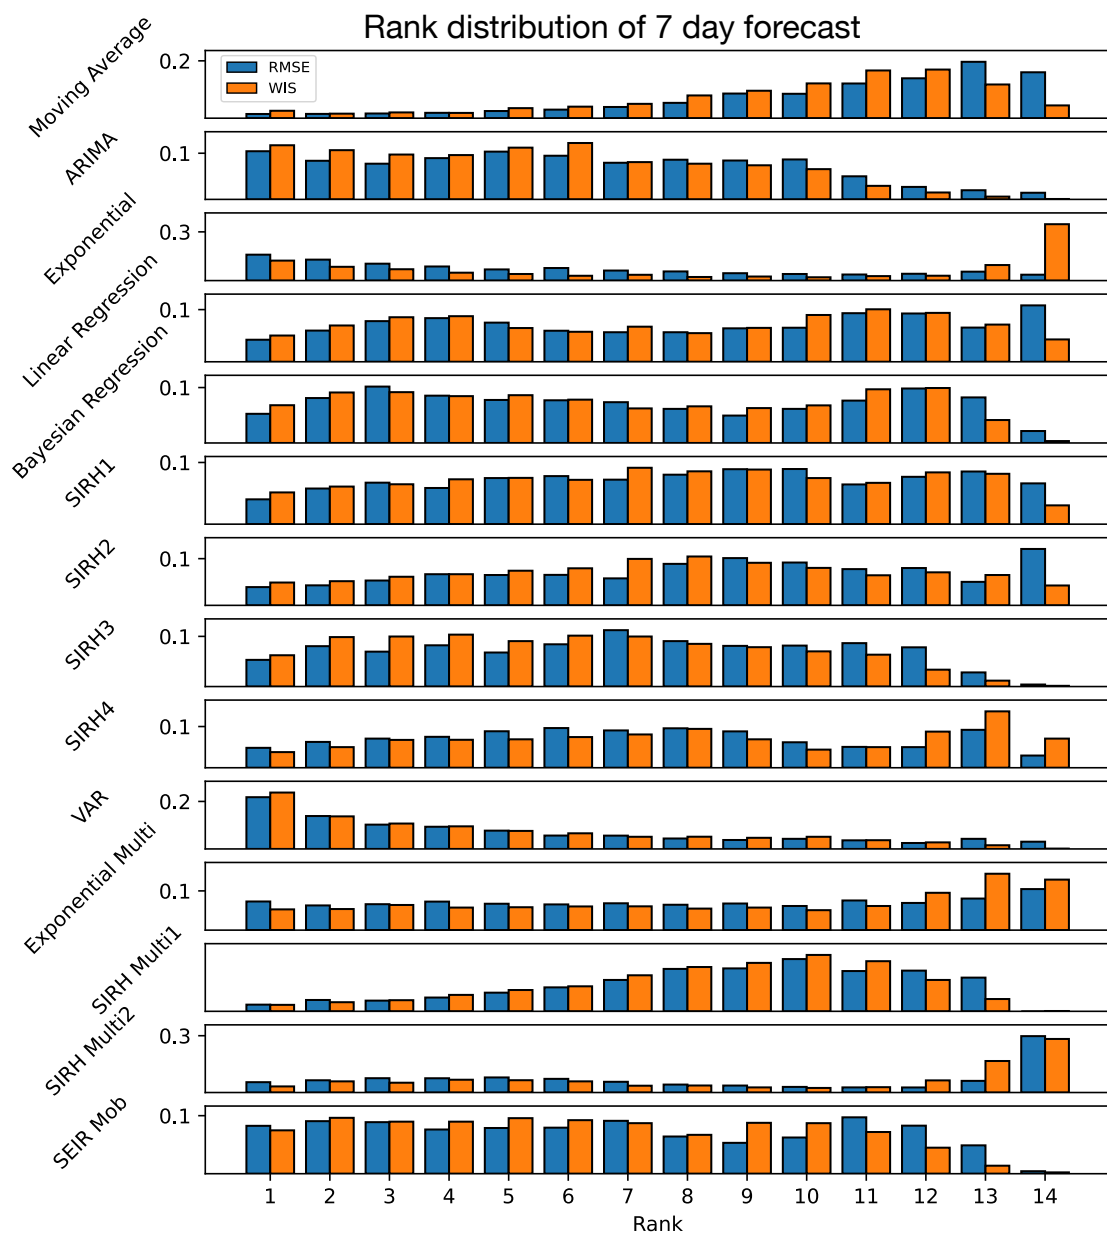 Rank distribution of 7 day forecast
Moving Average
0.2
RMSE
WIS
ARIMA
0.1
Exponential
0.3
Linear Regression
0.1
Bayesian Regression
0.1
SIRH1
0.1
SIRH2
0.1
SIRH3
0.1
SIRH4
0.1
VAR
0.2
Exponential Multi
0.1
SIRH Multi1
SIRH Multi2
0.3
SEIR Mob
0.1
1 2 3 4 5 6 7 8 9 10 11 12 13 14
Rank